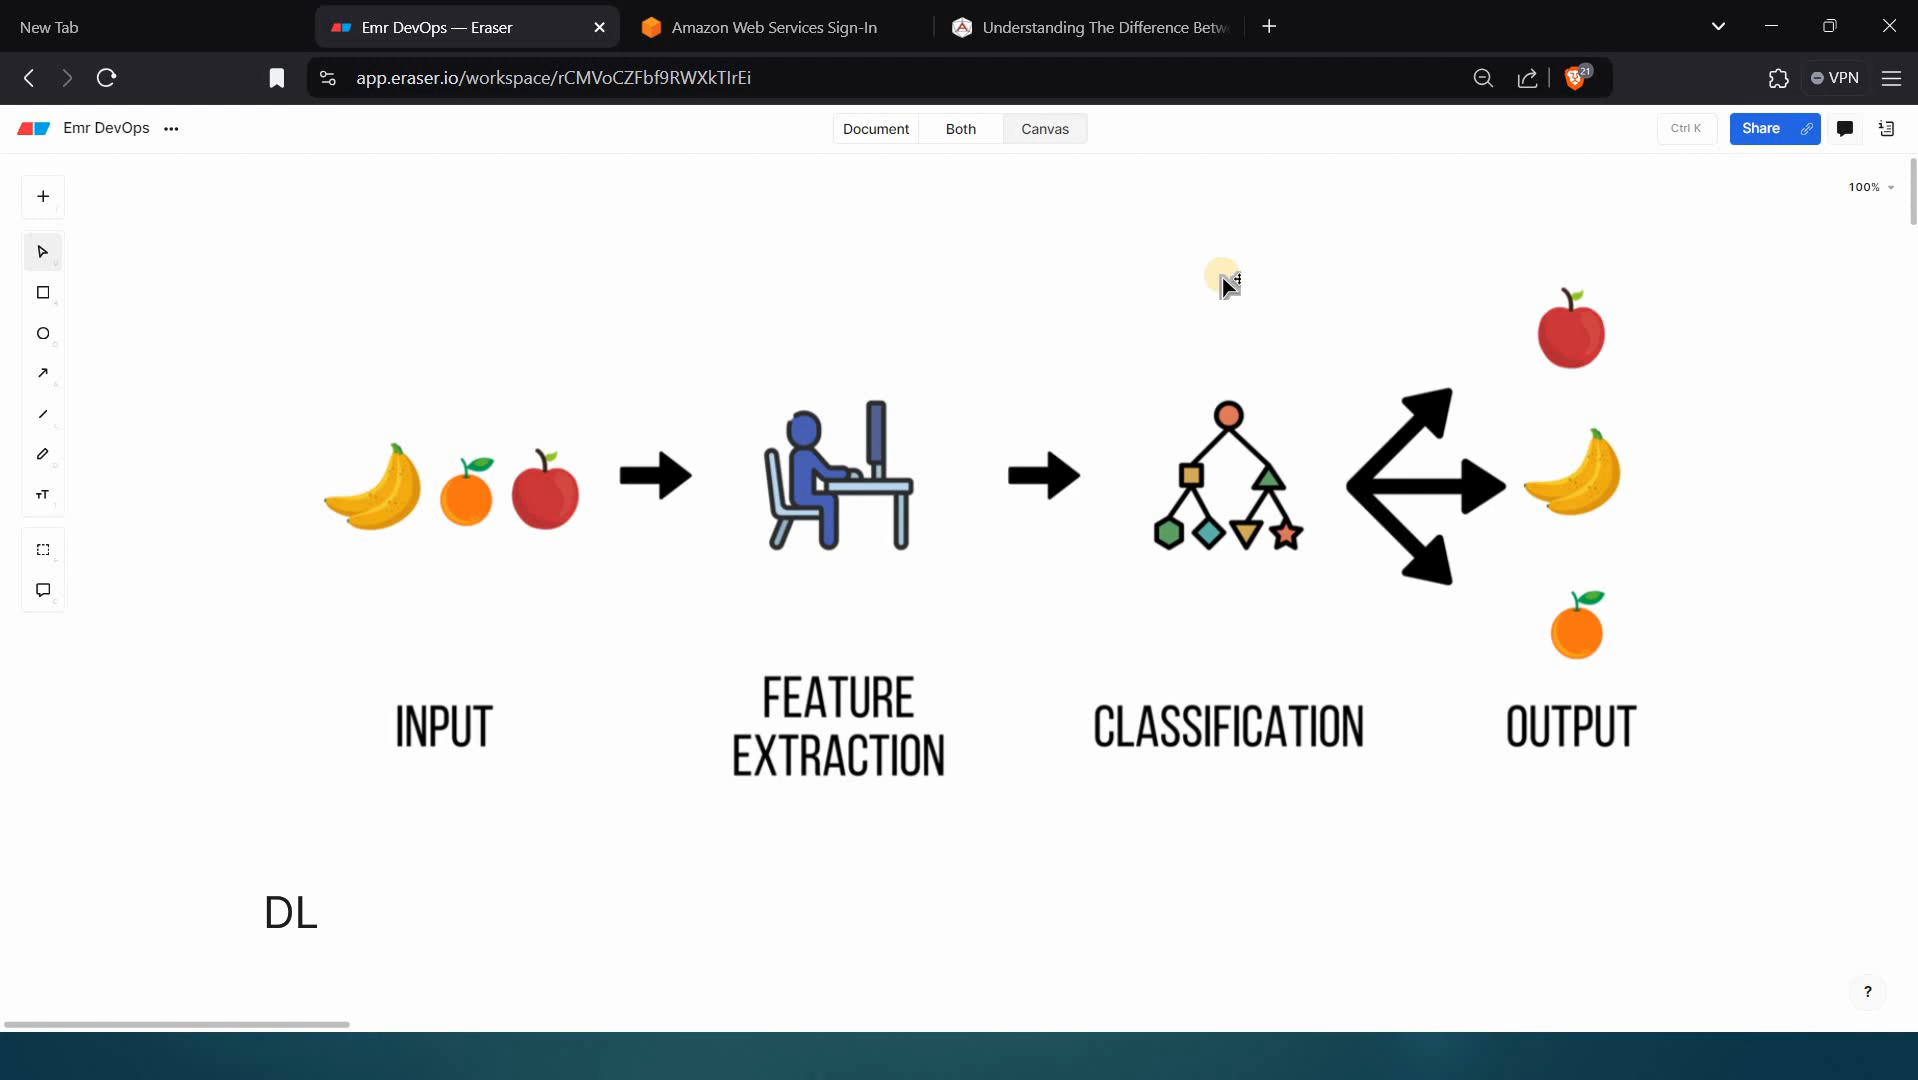 New Tab
Emr DevOps — Eraser
Amazon Web Services Sign-In
Understanding The Difference Betw
app.eraser.io/workspace/rCMVoCZFbf9RWXkTIrEi
21
VPN
Emr DevOps
Document
Both
Canvas
Ctrl K
Share
100%
INPUT
FEATURE
EXTRACTION
CLASSIFICATION
OUTPUT
DL
?